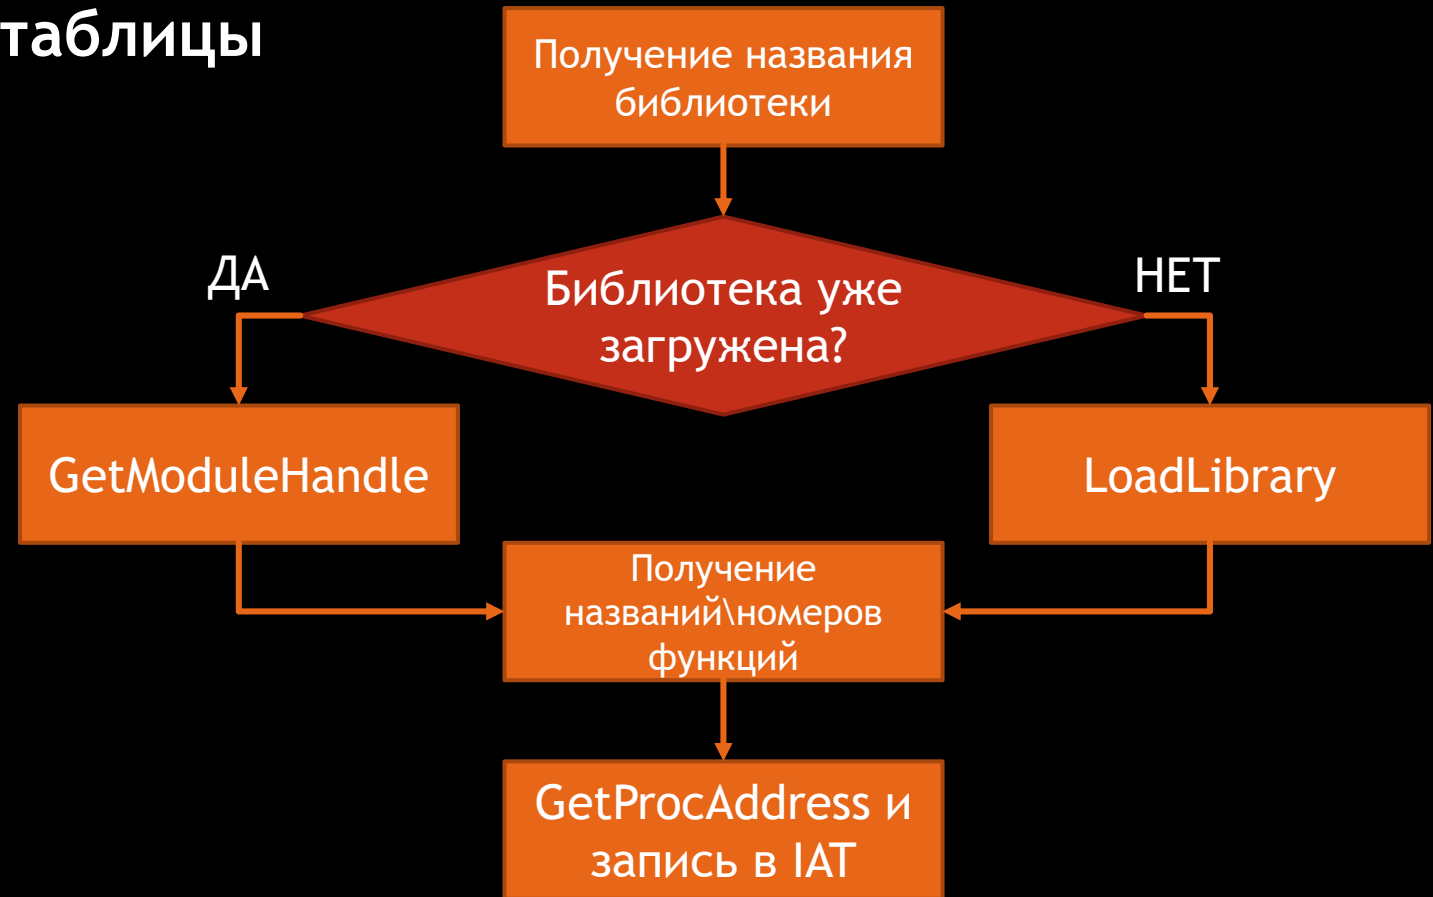 таблицы
Получение названия
библиотеки
ДА
Библиотека уже
загружена?
НЕТ
GetModuleHandle
LoadLibrary
Получение
названий\номеров
функций
GetProcAddress и
запись в IAT